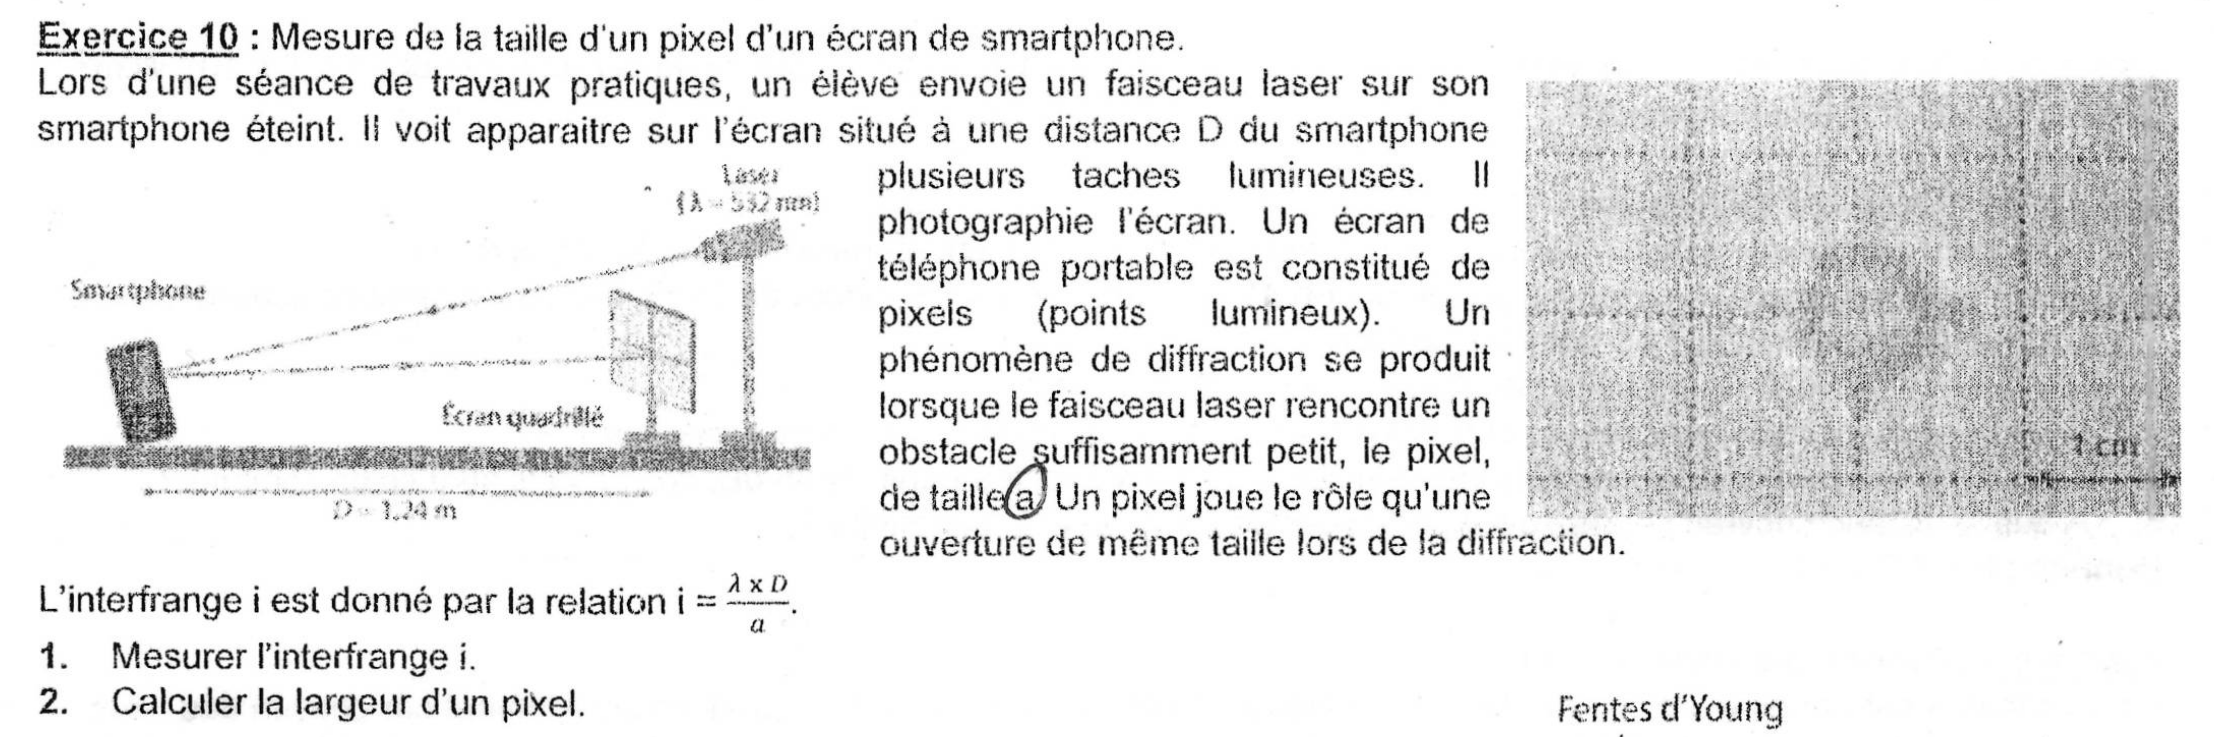 Exercice 10 : Mesure de la taille d'un pixel d'un écran de smartphone.
Lors d'une séance de travaux pratiques, un élève envoie un faisceau laser sur son
smartphone éteint. Il voit apparaitre sur l'écran situé à une distance D du smartphone
plusieurs taches lumineuses. Il
photographie l'écran. Un écran de
téléphone portable est constitué de
pixels (points lumineux). Un
phénomène de diffraction se produit
lorsque le faisceau laser rencontre un
obstacle suffisamment petit, le pixel,
de taille a. Un pixel joue le rôle qu'une
ouverture de même taille lors de la diffraction.
Laser
(λ = 532 nm)
Smartphone
Écran quadrillé
D = 1,24 m
1 cm
L'interfrange i est donné par la relation i = λ x D / a.
1. Mesurer l'interfrange i.
2. Calculer la largeur d'un pixel.
Fentes d'Young